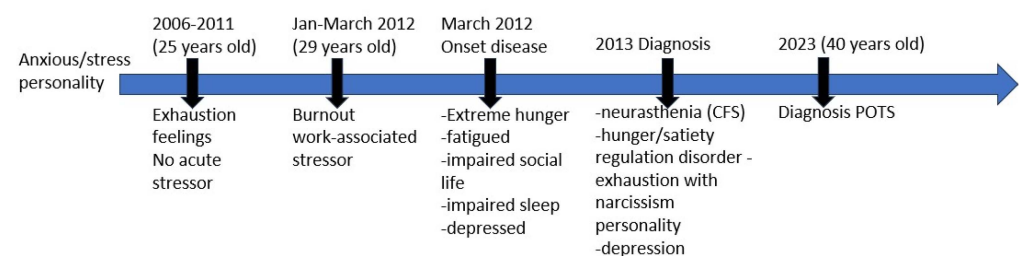 Anxious/stress
personality
2006-2011
(25 years old)
Exhaustion
feelings
No acute
stressor
Jan-March 2012
(29 years old)
Burnout
work-associated
stressor
March 2012
Onset disease
-Extreme hunger
-fatigued
-impaired social
life
-impaired sleep
-depressed
2013 Diagnosis
-neurasthenia (CFS)
-hunger/satiety
regulation disorder -
exhaustion with
narcissism
personality
-depression
2023 (40 years old)
Diagnosis POTS